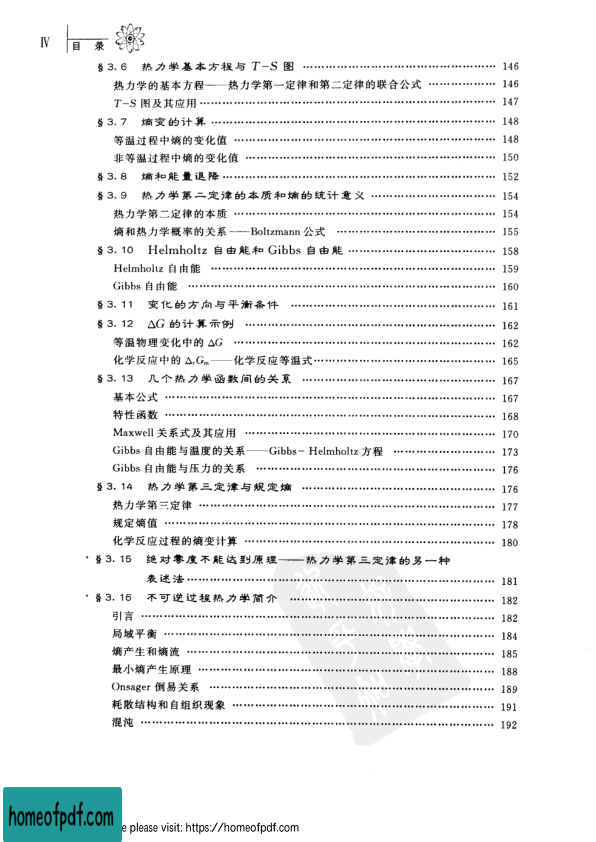 Ⅳ 目 录
§3.6 热力学基本方程与 T-S 图 …… 146
热力学的基本方程——热力学第一定律和第二定律的联合公式 …… 146
T-S 图及其应用 …… 147
§3.7 熵变的计算 …… 148
等温过程中熵的变化值 …… 148
非等温过程中熵的变化值 …… 150
§3.8 熵和能量退降 …… 152
§3.9 热力学第二定律的本质和熵的统计意义 …… 154
热力学第二定律的本质 …… 154
熵和热力学概率的关系——Boltzmann 公式 …… 155
§3.10 Helmholtz 自由能和 Gibbs 自由能 …… 158
Helmholtz 自由能 …… 159
Gibbs 自由能 …… 160
§3.11 变化的方向与平衡条件 …… 161
§3.12 ΔG 的计算示例 …… 162
等温物理变化中的 ΔG …… 162
化学反应中的 ΔᵣGₘ——化学反应等温式 …… 165
§3.13 几个热力学函数间的关系 …… 167
基本公式 …… 167
特性函数 …… 168
Maxwell 关系式及其应用 …… 170
Gibbs 自由能与温度的关系——Gibbs-Helmholtz 方程 …… 173
Gibbs 自由能与压力的关系 …… 176
§3.14 热力学第三定律与规定熵 …… 176
热力学第三定律 …… 177
规定熵值 …… 178
化学反应过程的熵变计算 …… 180
*§3.15 绝对零度不能达到原理——热力学第三定律的另一种
表述法 …… 181
*§3.16 不可逆过程热力学简介 …… 182
引言 …… 182
局域平衡 …… 184
熵产生和熵流 …… 185
最小熵产生原理 …… 188
Onsager 倒易关系 …… 189
耗散结构和自组织现象 …… 191
混沌 …… 192
homeofpdf.com
e please visit: https://homeofpdf.com